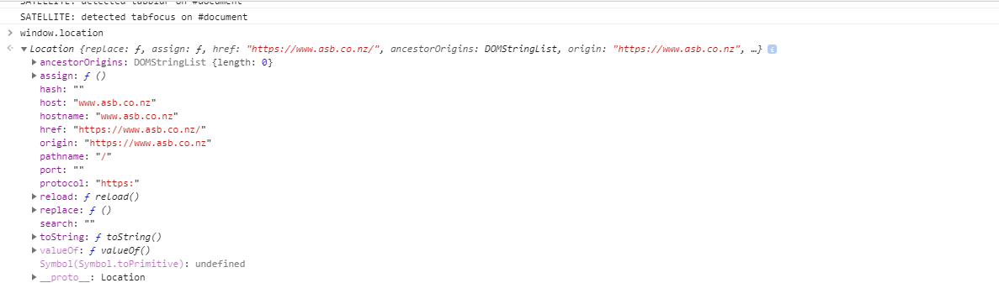 SATELLITE: detected tabblur on #document
SATELLITE: detected tabfocus on #document
> window.location
Location {replace: ƒ, assign: ƒ, href: "https://www.asb.co.nz/", ancestorOrigins: DOMStringList, origin: "https://www.asb.co.nz", …} i
ancestorOrigins: DOMStringList {length: 0}
assign: ƒ ()
hash: ""
host: "www.asb.co.nz"
hostname: "www.asb.co.nz"
href: "https://www.asb.co.nz/"
origin: "https://www.asb.co.nz"
pathname: "/"
port: ""
protocol: "https:"
reload: ƒ reload()
replace: ƒ ()
search: ""
toString: ƒ toString()
valueOf: ƒ valueOf()
Symbol(Symbol.toPrimitive): undefined
__proto__: Location